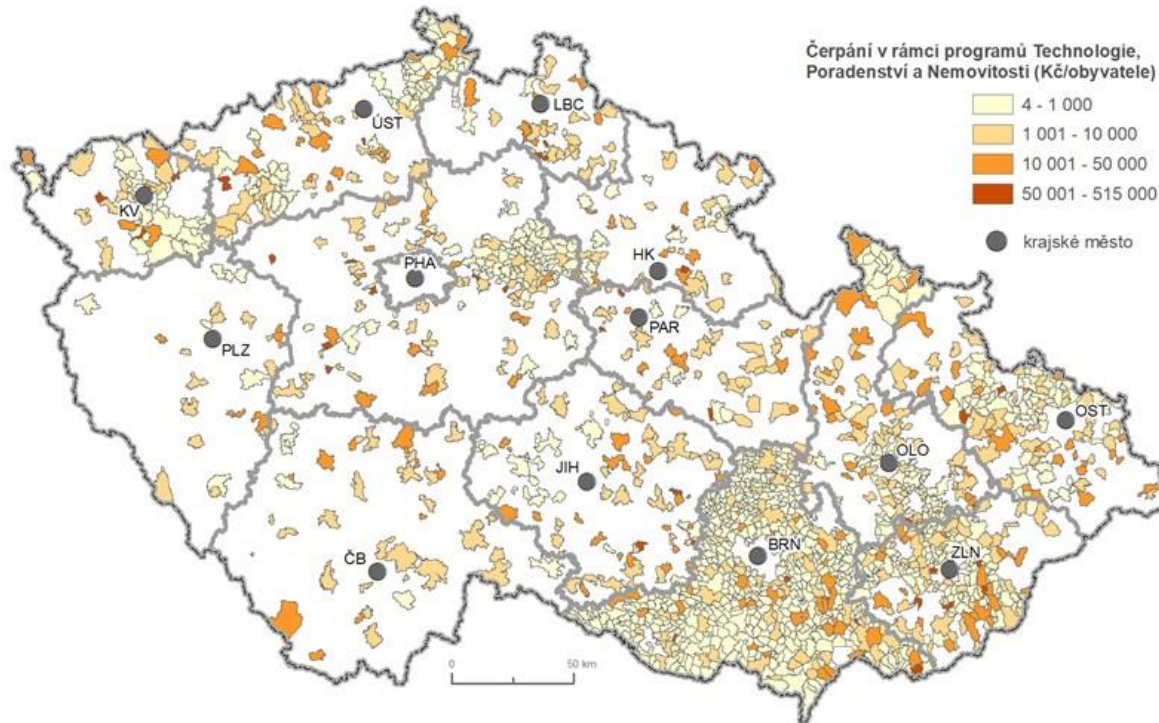 Čerpání v rámci programů Technologie,
Poradenství a Nemovitosti (Kč/obyvatele)
4 - 1 000
1 001 - 10 000
10 001 - 50 000
50 001 - 515 000
krajské město
LBC
ÚST
KV
PHA
HK
PAR
PLZ
OST
OLO
JIH
BRN
ZLN
ČB
0 50 km